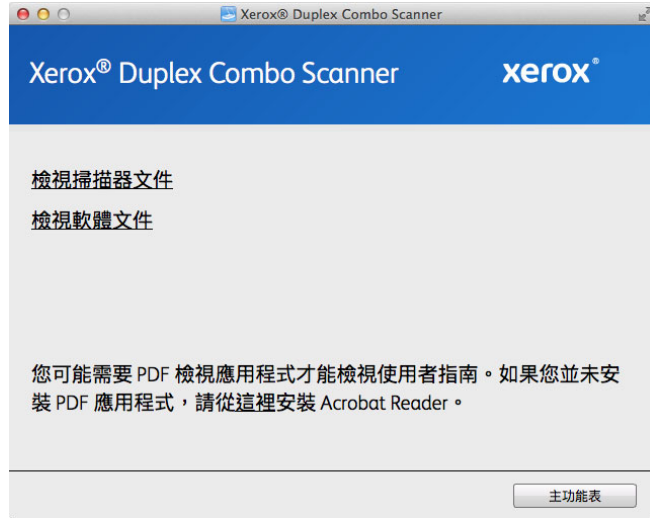 Xerox® Duplex Combo Scanner
Xerox® Duplex Combo Scanner
xerox®
檢視掃描器文件
檢視軟體文件
您可能需要 PDF 檢視應用程式才能檢視使用者指南。如果您並未安
裝 PDF 應用程式，請從這裡安裝 Acrobat Reader。
主功能表